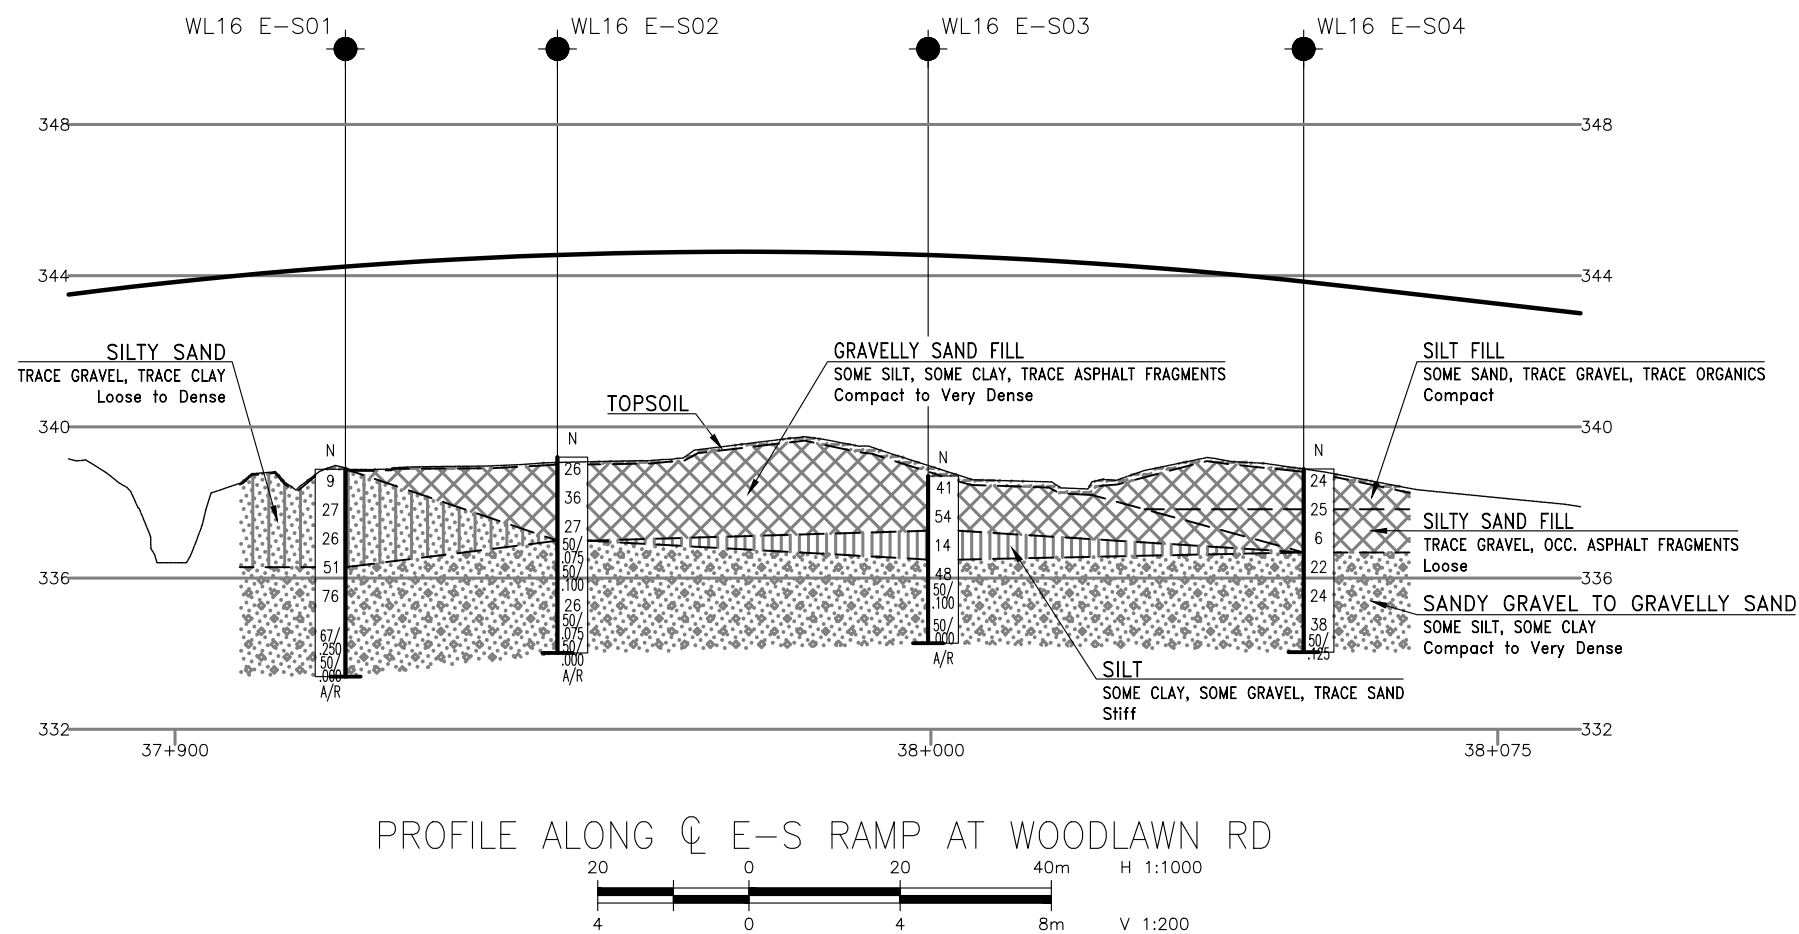 WL16 E-S01
WL16 E-S02
WL16 E-S03
WL16 E-S04
348
348
344
344
SILTY SAND
TRACE GRAVEL, TRACE CLAY
Loose to Dense
GRAVELLY SAND FILL
SOME SILT, SOME CLAY, TRACE ASPHALT FRAGMENTS
Compact to Very Dense
SILT FILL
SOME SAND, TRACE GRAVEL, TRACE ORGANICS
Compact
TOPSOIL
340
340
N
9
27
26
51
76
67/
.250
50/
.000
A/R
N
26
36
27
50/
.075
50/
.100
26
50/
.075
50/
.000
A/R
N
41
54
14
48
50/
.100
50/
.000
A/R
N
24
25
6
22
24
38
50/
.125
SILTY SAND FILL
TRACE GRAVEL, OCC. ASPHALT FRAGMENTS
Loose
336
336
SANDY GRAVEL TO GRAVELLY SAND
SOME SILT, SOME CLAY
Compact to Very Dense
SILT
SOME CLAY, SOME GRAVEL, TRACE SAND
Stiff
332
332
37+900
38+000
38+075
PROFILE ALONG ℄ E-S RAMP AT WOODLAWN RD
20 0 20 40m H 1:1000
4 0 4 8m V 1:200